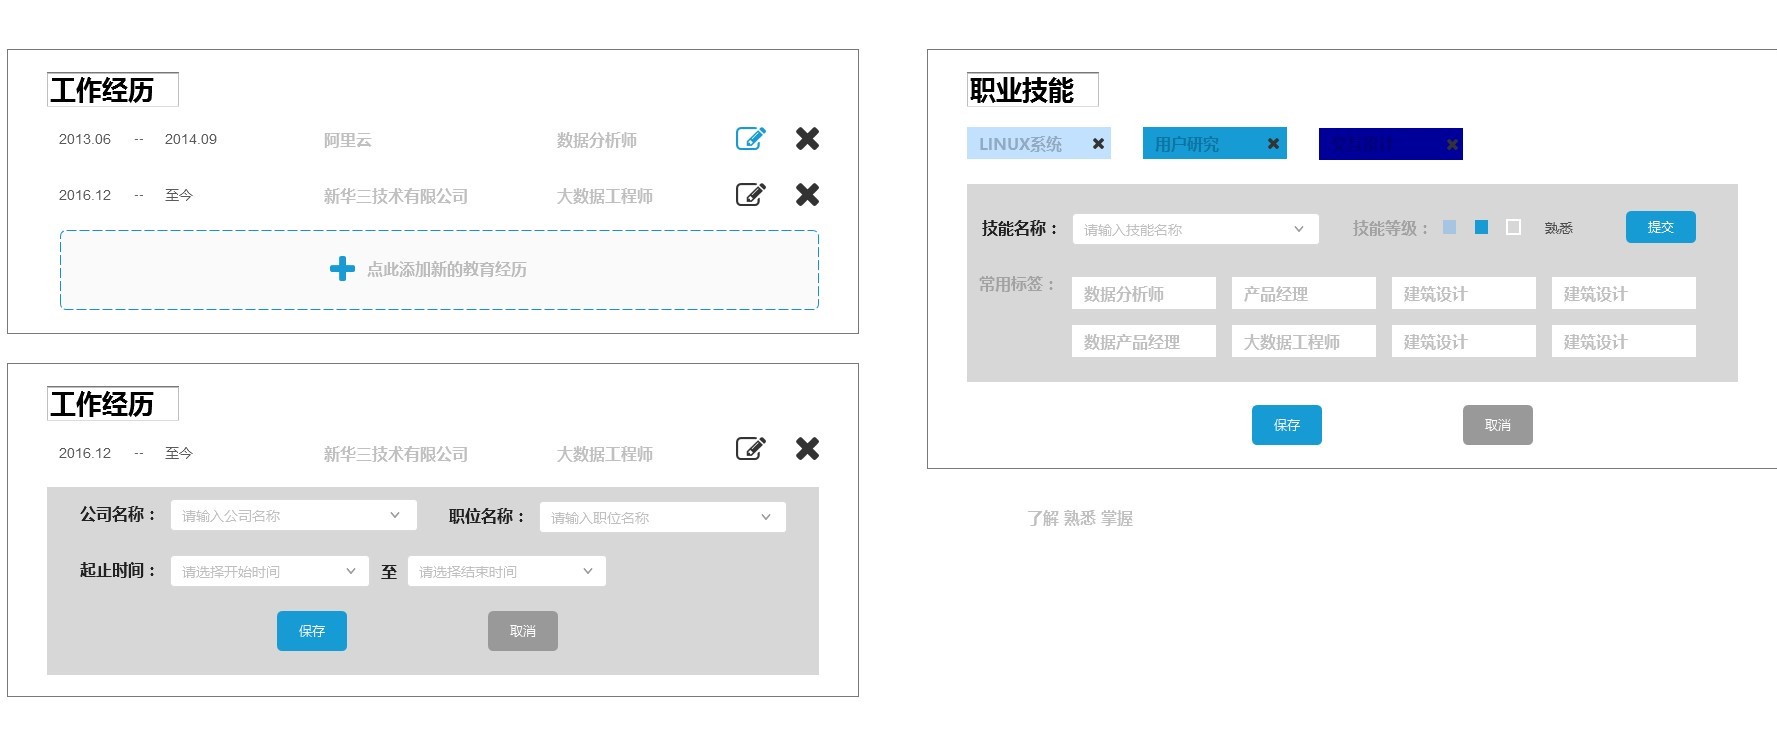 工作经历
2013.06 -- 2014.09 阿里云 数据分析师
2016.12 -- 至今 新华三技术有限公司 大数据工程师
点此添加新的教育经历
工作经历
2016.12 -- 至今 新华三技术有限公司 大数据工程师
公司名称： 请输入公司名称 职位名称： 请输入职位名称
起止时间： 请选择开始时间 至 请选择结束时间
保存 取消
职业技能
LINUX系统 用户研究
技能名称： 请输入技能名称 技能等级： 熟悉 提交
常用标签： 数据分析师 产品经理 建筑设计 建筑设计
数据产品经理 大数据工程师 建筑设计 建筑设计
保存 取消
了解 熟悉 掌握